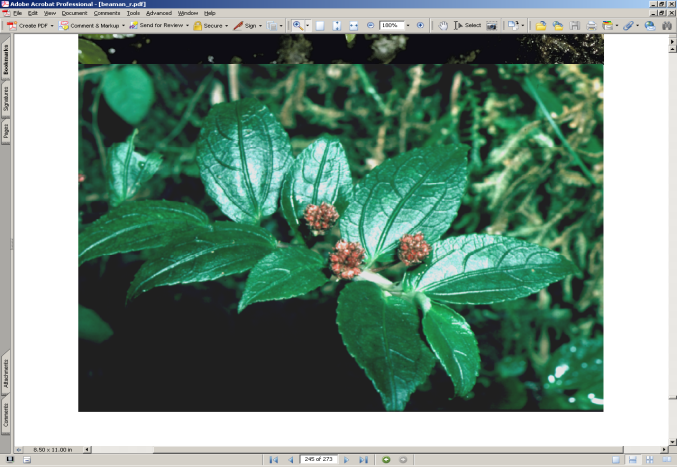 Adobe Acrobat Professional - [beaman_r.pdf]
File Edit View Document Comments Tools Advanced Window Help
Create PDF Comment & Markup Send for Review Secure Sign 180% Select
Bookmarks
Signatures
Pages
Attachments
Comments
8.50 x 11.00 in
245 of 273